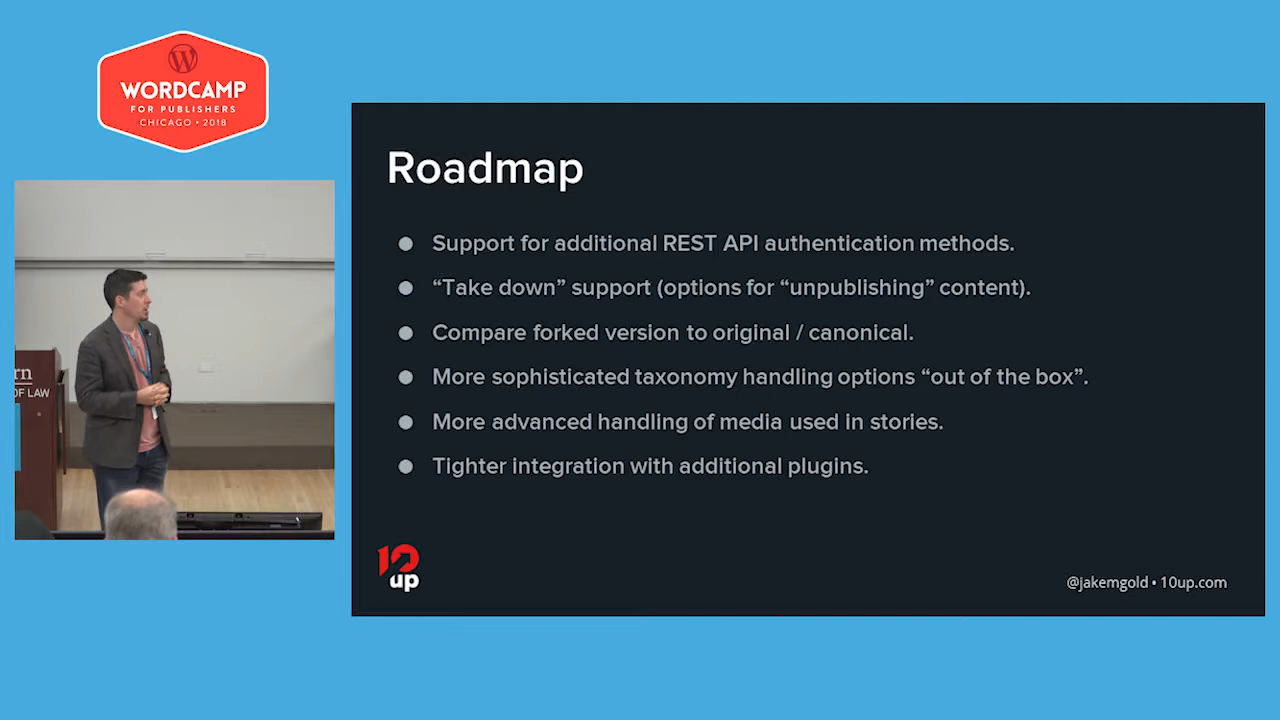 WORDCAMP
FOR PUBLISHERS
CHICAGO • 2018
rn
OF LAW
Roadmap
● Support for additional REST API authentication methods.
● “Take down” support (options for “unpublishing” content).
● Compare forked version to original / canonical.
● More sophisticated taxonomy handling options “out of the box”.
● More advanced handling of media used in stories.
● Tighter integration with additional plugins.
10up
@jakemgold • 10up.com